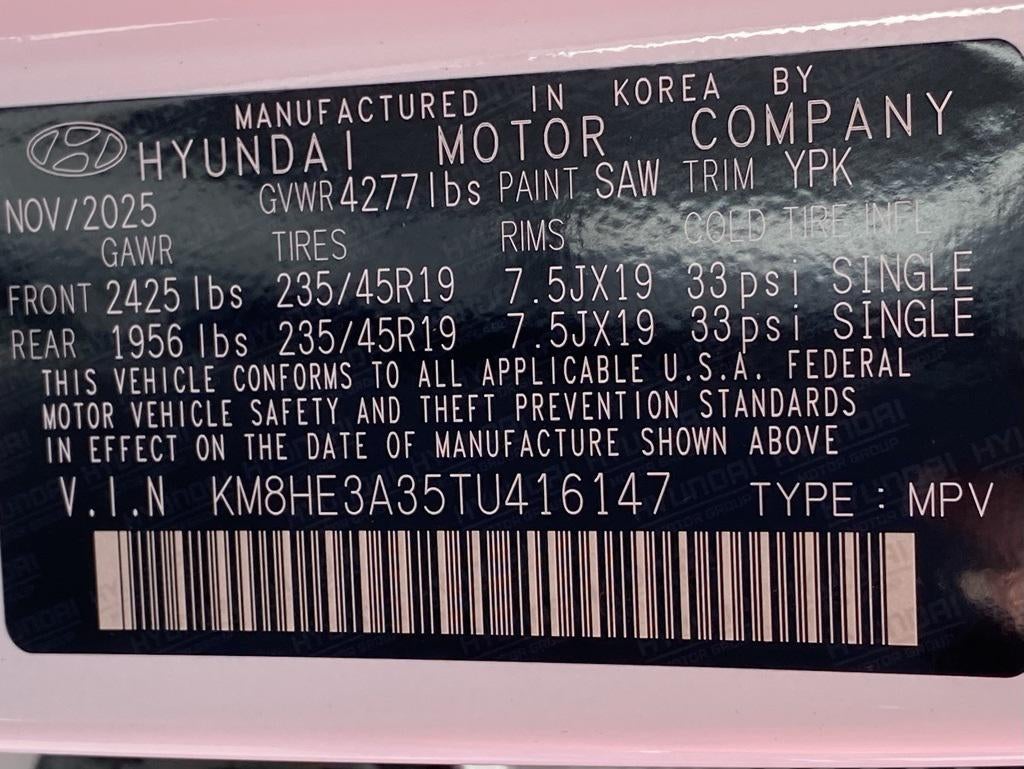 MANUFACTURED IN KOREA BY
HYUNDAI MOTOR COMPANY
NOV/2025 GVWR 4277lbs PAINT SAW TRIM YPK
GAWR TIRES RIMS COLD TIRE INFL
FRONT 2425 lbs 235/45R19 7.5JX19 33psi SINGLE
REAR 1956 lbs 235/45R19 7.5JX19 33psi SINGLE
THIS VEHICLE CONFORMS TO ALL APPLICABLE U.S.A. FEDERAL
MOTOR VEHICLE SAFETY AND THEFT PREVENTION STANDARDS
IN EFFECT ON THE DATE OF MANUFACTURE SHOWN ABOVE
V.I.N KM8HE3A35TU416147 TYPE : MPV